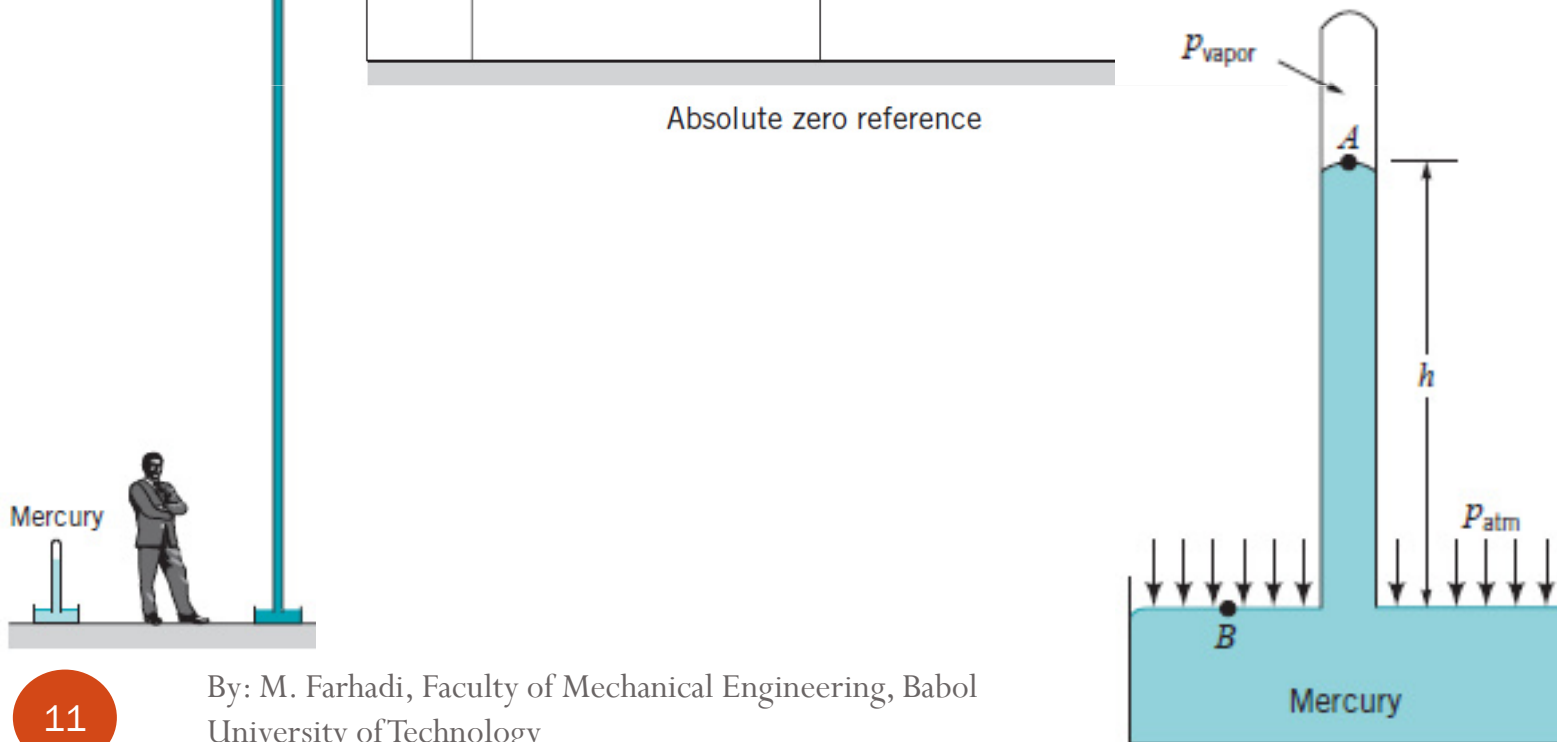 p_vapor
Absolute zero reference
A
h
Mercury
p_atm
B
Mercury
11
By: M. Farhadi, Faculty of Mechanical Engineering, Babol
University of Technology